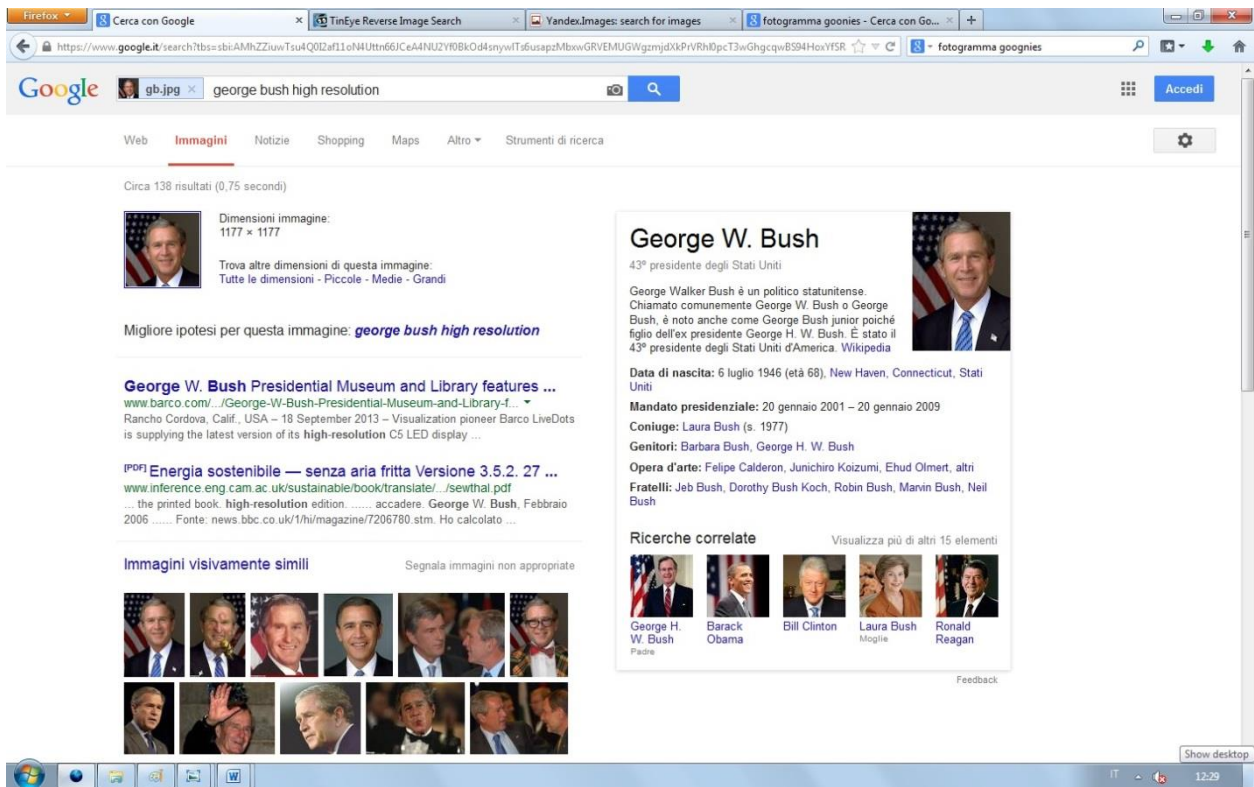 Firefox
Cerca con Google
TinEye Reverse Image Search
Yandex.Images: search for images
fotogramma goonies - Cerca con Go...
fotogramma goognies
Google
gb.jpg
george bush high resolution
Accedi
Web Immagini Notizie Shopping Maps Altro Strumenti di ricerca
Circa 138 risultati (0,75 secondi)
Dimensioni immagine:
1177 × 1177
Trova altre dimensioni di questa immagine:
Tutte le dimensioni - Piccole - Medie - Grandi
Migliore ipotesi per questa immagine: george bush high resolution
George W. Bush Presidential Museum and Library features ...
www.barco.com/.../George-W-Bush-Presidential-Museum-and-Library-f...
Rancho Cordova, Calif., USA – 18 September 2013 – Visualization pioneer Barco LiveDots
is supplying the latest version of its high-resolution C5 LED display ...
[PDF] Energia sostenibile — senza aria fritta Versione 3.5.2. 27 ...
www.inference.eng.cam.ac.uk/sustainable/book/translate/.../sewthal.pdf
... the printed book. high-resolution edition. ...... accadere. George W. Bush, Febbraio
2006 ...... Fonte: news.bbc.co.uk/1/hi/magazine/7206780.stm. Ho calcolato ...
Immagini visivamente simili
Segnala immagini non appropriate
George W. Bush
43º presidente degli Stati Uniti
George Walker Bush è un politico statunitense.
Chiamato comunemente George W. Bush o George
Bush, è noto anche come George Bush junior poiché
figlio dell'ex presidente George H. W. Bush. È stato il
43º presidente degli Stati Uniti d'America. Wikipedia
Data di nascita: 6 luglio 1946 (età 68), New Haven, Connecticut, Stati
Uniti
Mandato presidenziale: 20 gennaio 2001 – 20 gennaio 2009
Coniuge: Laura Bush (s. 1977)
Genitori: Barbara Bush, George H. W. Bush
Opera d'arte: Felipe Calderon, Junichiro Koizumi, Ehud Olmert, altri
Fratelli: Jeb Bush, Dorothy Bush Koch, Robin Bush, Marvin Bush, Neil
Bush
Ricerche correlate
Visualizza più di altri 15 elementi
George H.
W. Bush
Padre
Barack
Obama
Bill Clinton
Laura Bush
Moglie
Ronald
Reagan
Feedback
Show desktop
IT
12:29